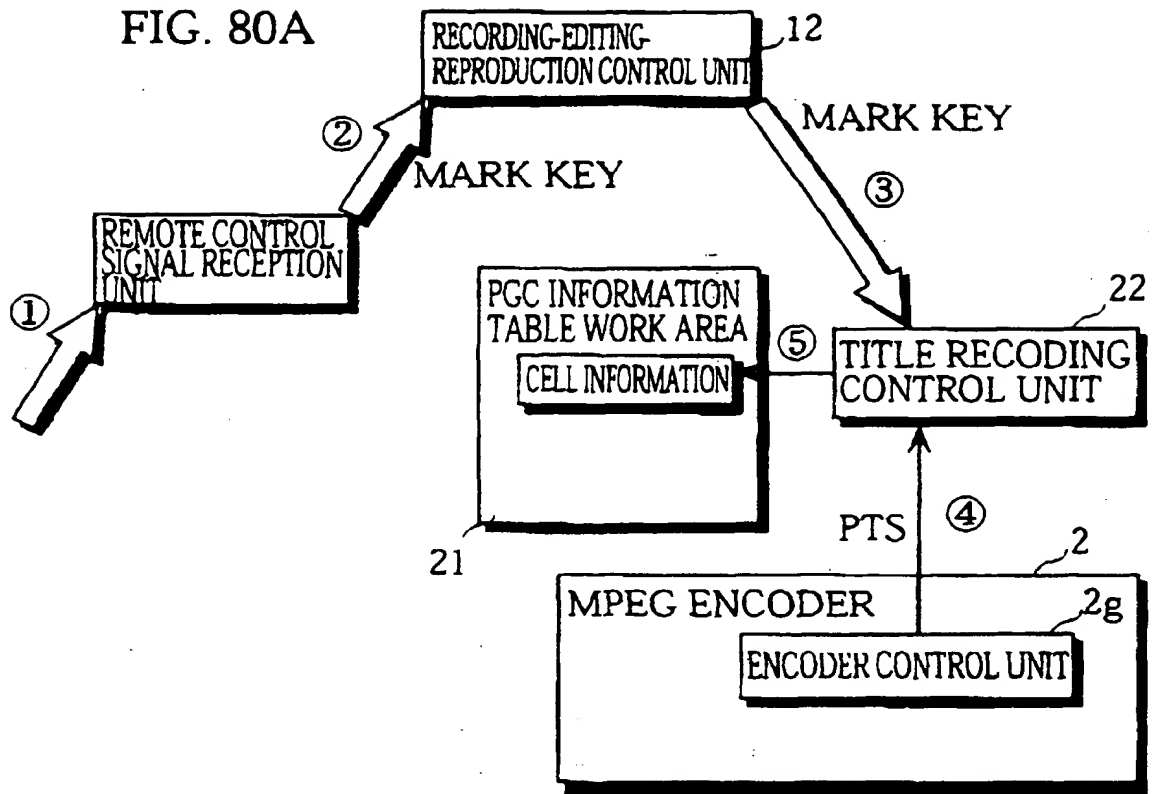 FIG. 80A
RECORDING-EDITING-
REPRODUCTION CONTROL UNIT
12
②
MARK KEY
MARK KEY
③
REMOTE CONTROL
SIGNAL RECEPTION
UNIT
①
PGC INFORMATION
TABLE WORK AREA
CELL INFORMATION
21
⑤
22
TITLE RECODING
CONTROL UNIT
PTS
④
2
MPEG ENCODER
2g
ENCODER CONTROL UNIT